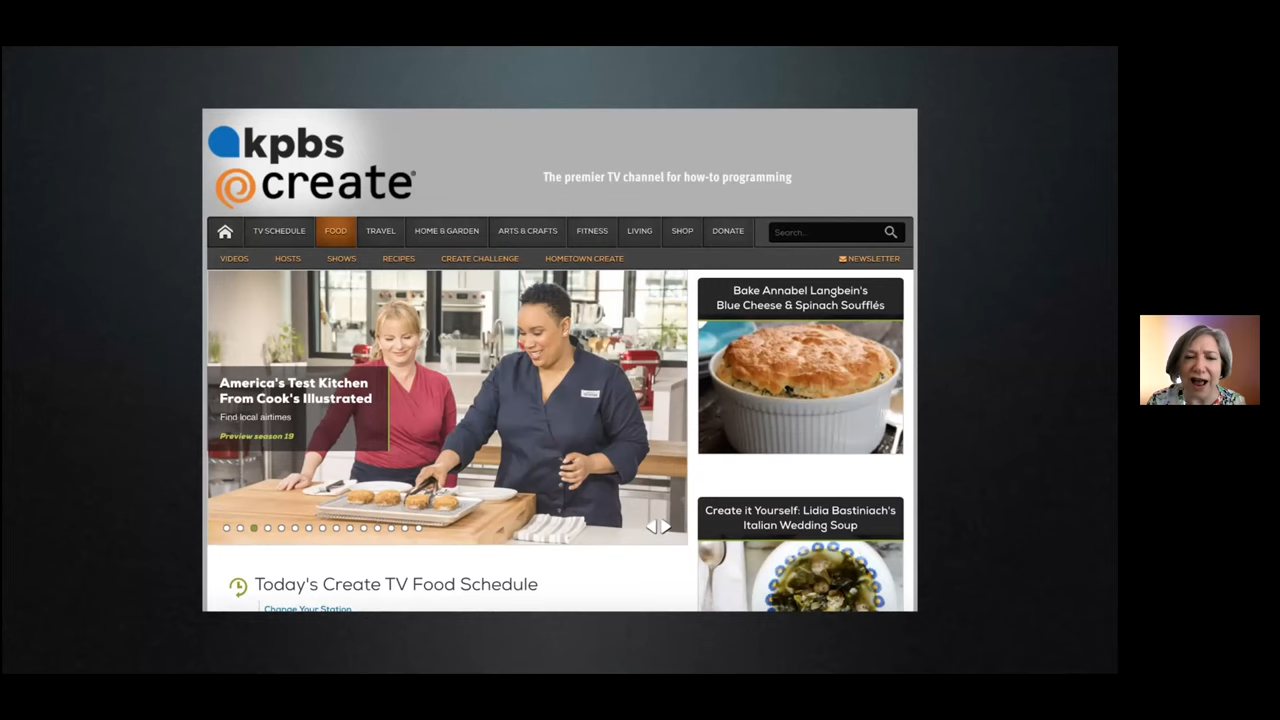 kpbs
create®
The premier TV channel for how-to programming
TV SCHEDULE FOOD TRAVEL HOME & GARDEN ARTS & CRAFTS FITNESS LIVING SHOP DONATE Search...
VIDEOS HOSTS SHOWS RECIPES CREATE CHALLENGE HOMETOWN CREATE NEWSLETTER
America's Test Kitchen
From Cook's Illustrated
Find local airtimes
Preview season 19
Bake Annabel Langbein's
Blue Cheese & Spinach Soufflés
Create it Yourself: Lidia Bastiniach's
Italian Wedding Soup
Today's Create TV Food Schedule
Change Your Station